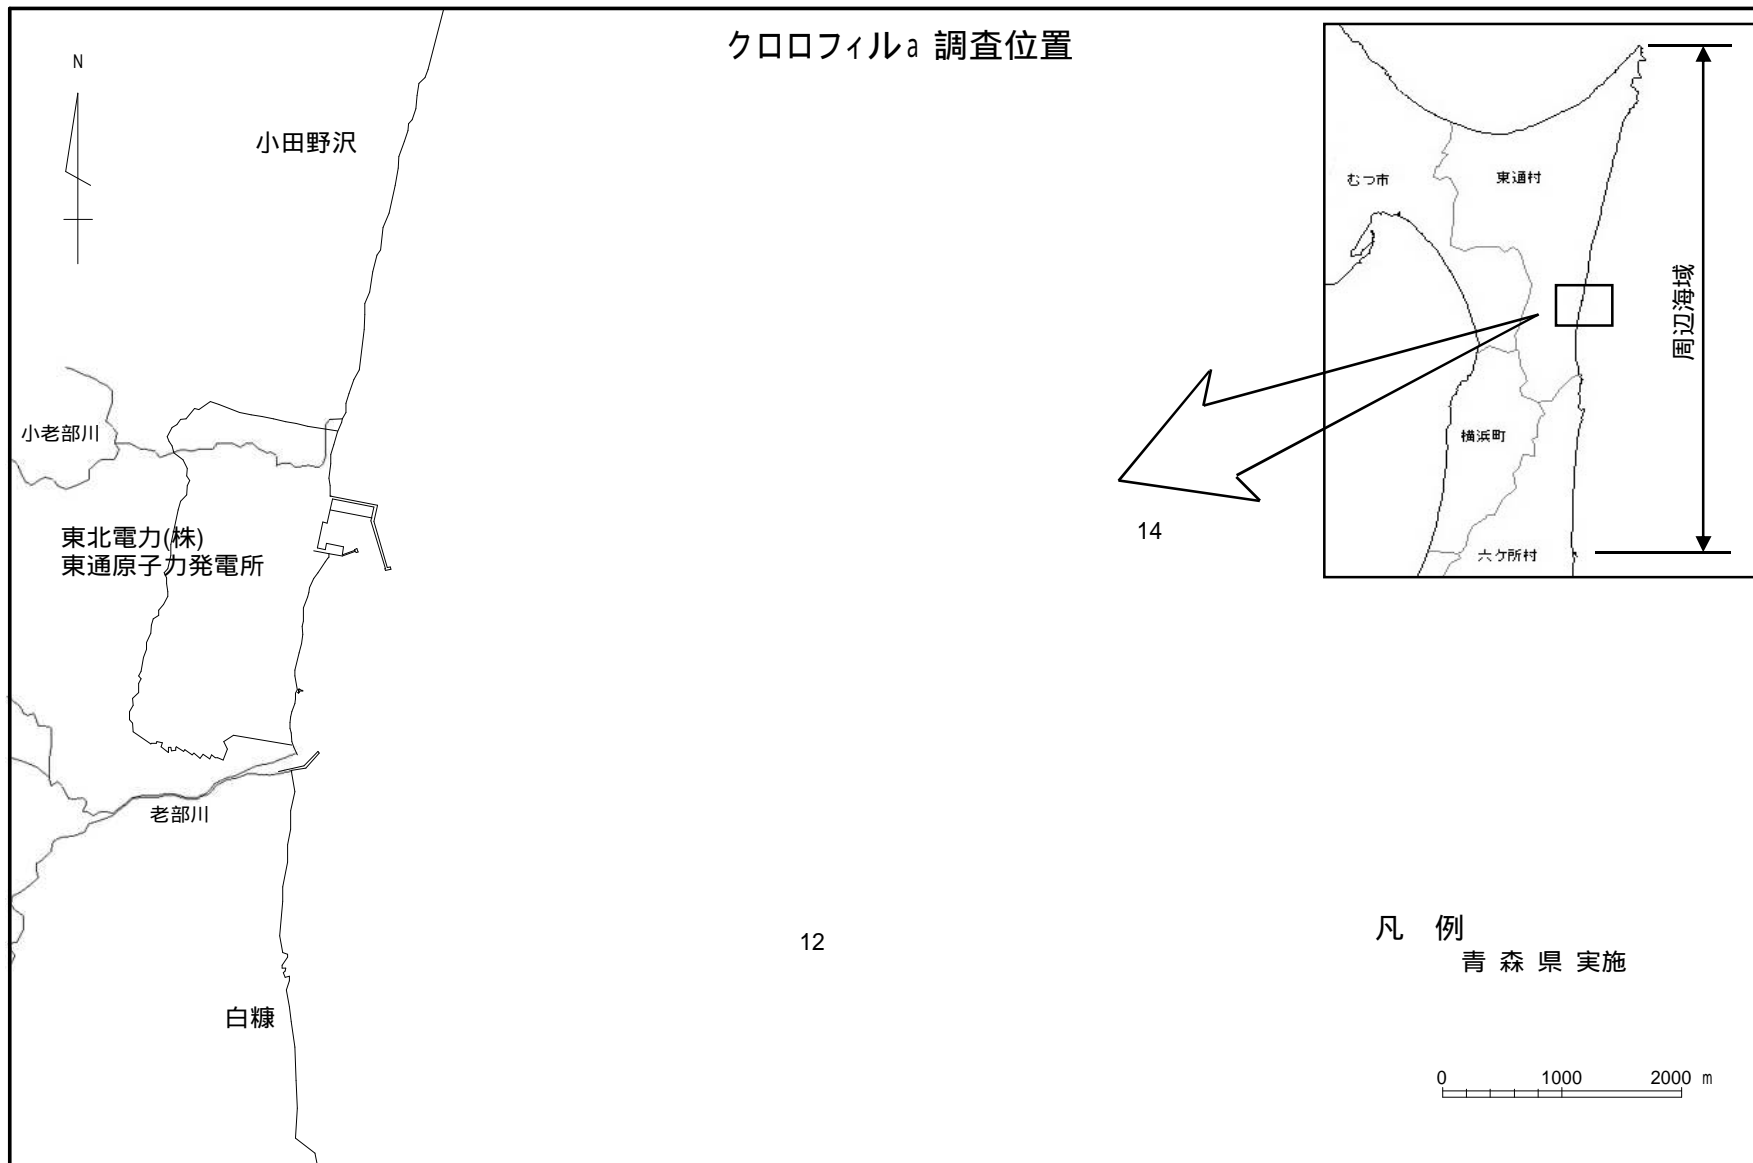 クロロフィルa 調査位置
N
小田野沢
むつ市
東通村
周辺海域
小老部川
横浜町
東北電力(株)
東通原子力発電所
14
六ケ所村
老部川
12
凡 例
青 森 県 実施
白糠
0 1000 2000 m